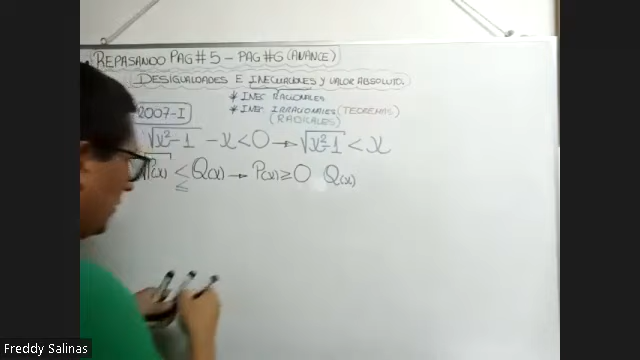 REPASANDO PAG#5 - PAG#6 (AVANCE)
DESIGUALDADES E INECUACIONES Y VALOR ABSOLUTO.
* INEC RACIONALES
2007-I
* INEC IRRACIONALES (TEOREMAS)
(RADICALES)
√x²-1 - x < 0 → √x²-1 < x
P(x) ≤ Q(x) → P(x) ≥ 0 Q(x)
Freddy Salinas